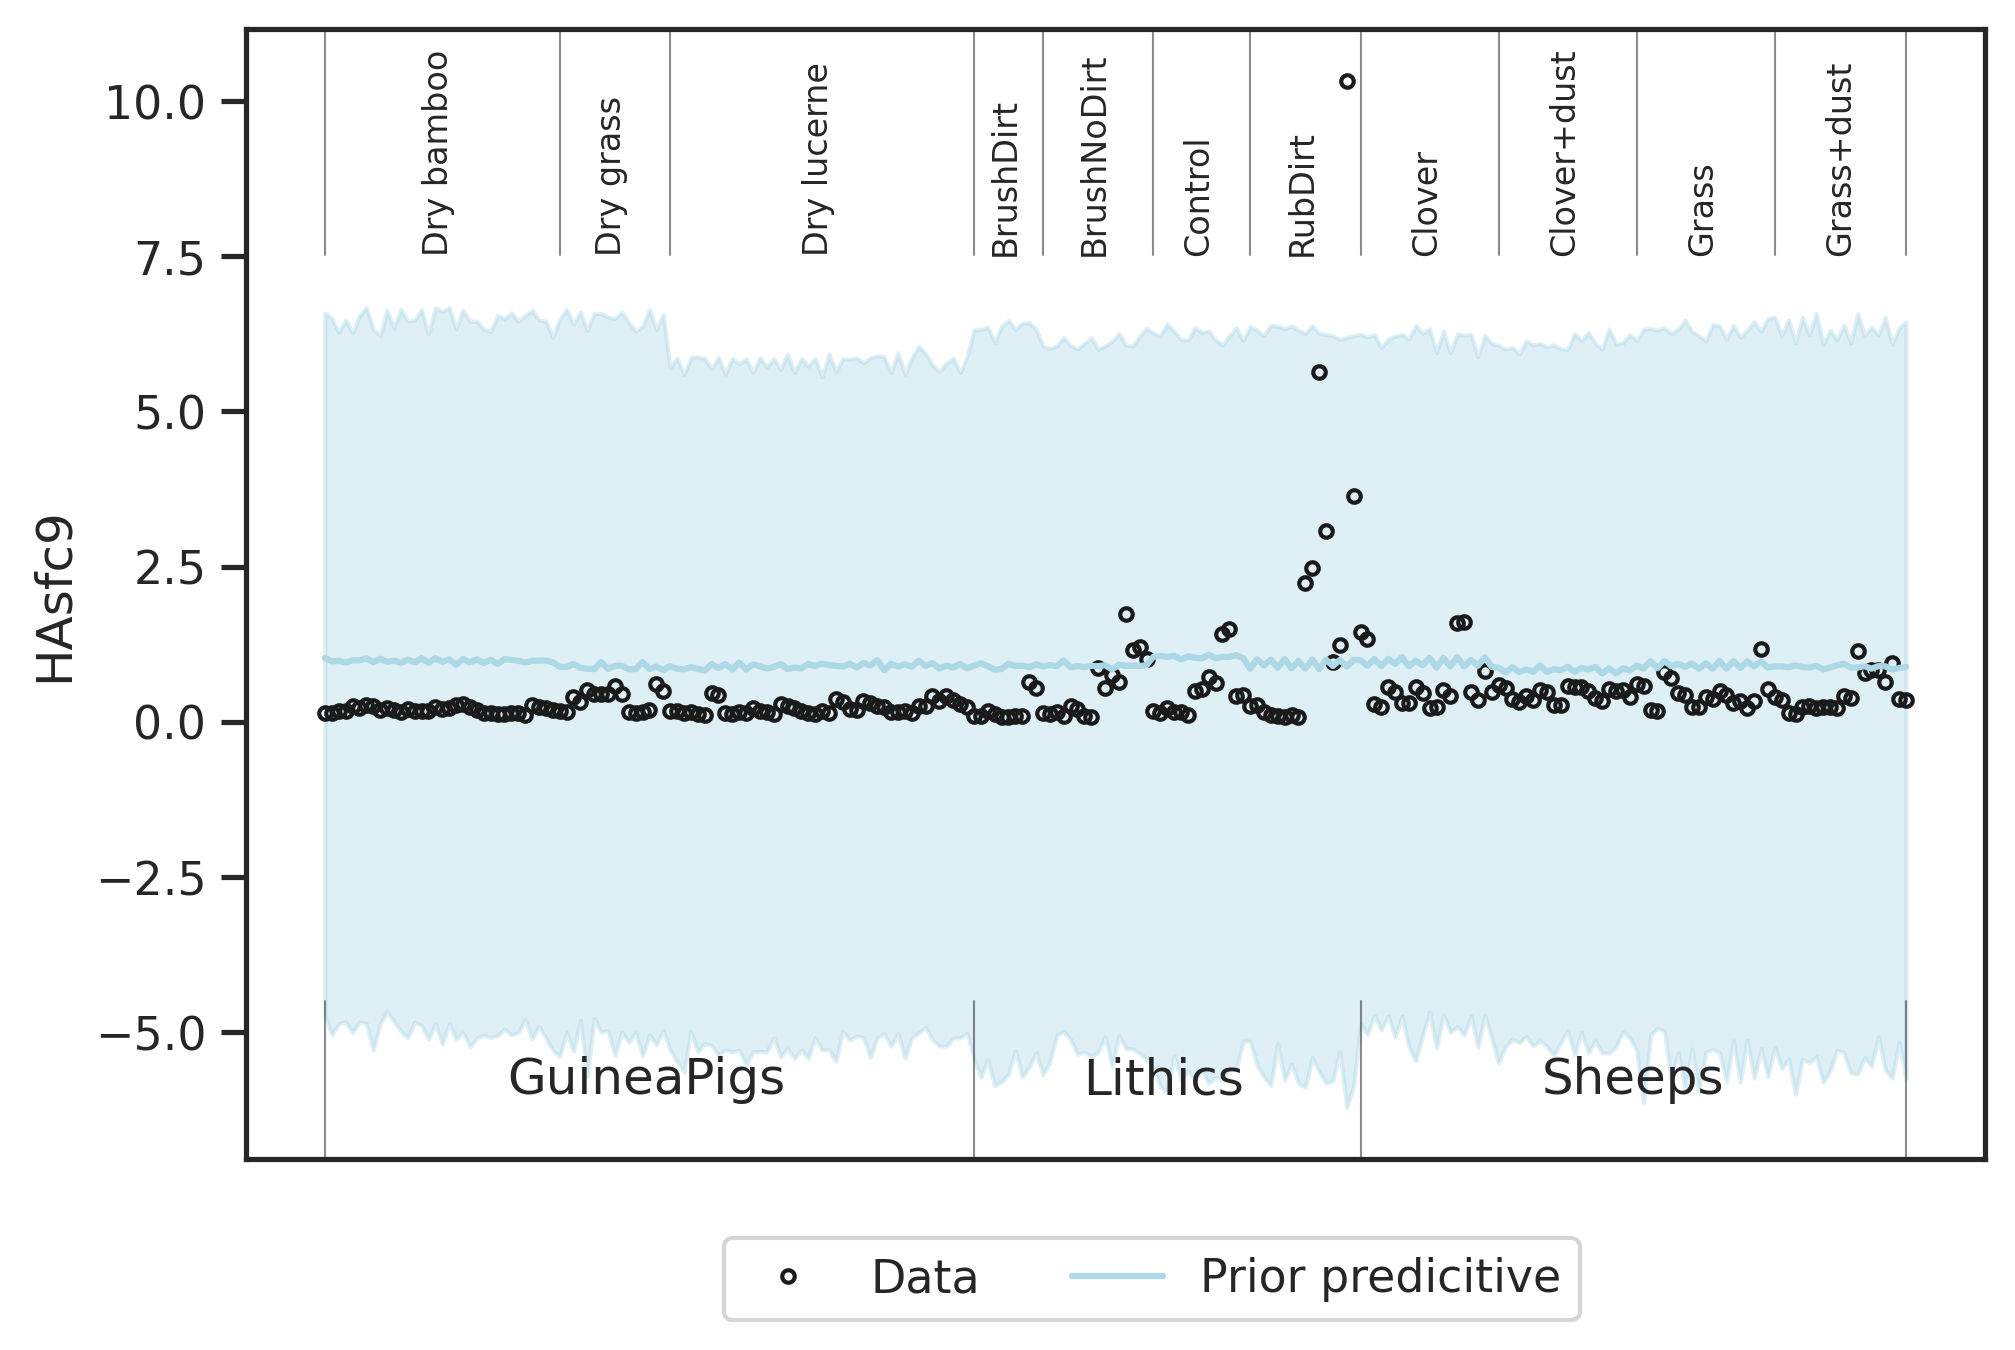 10.0
7.5
5.0
2.5
0.0
−2.5
−5.0
HAsfc9
Dry bamboo
Dry grass
Dry lucerne
BrushDirt
BrushNoDirt
Control
RubDirt
Clover
Clover+dust
Grass
Grass+dust
GuineaPigs
Lithics
Sheeps
Data
Prior predicitive